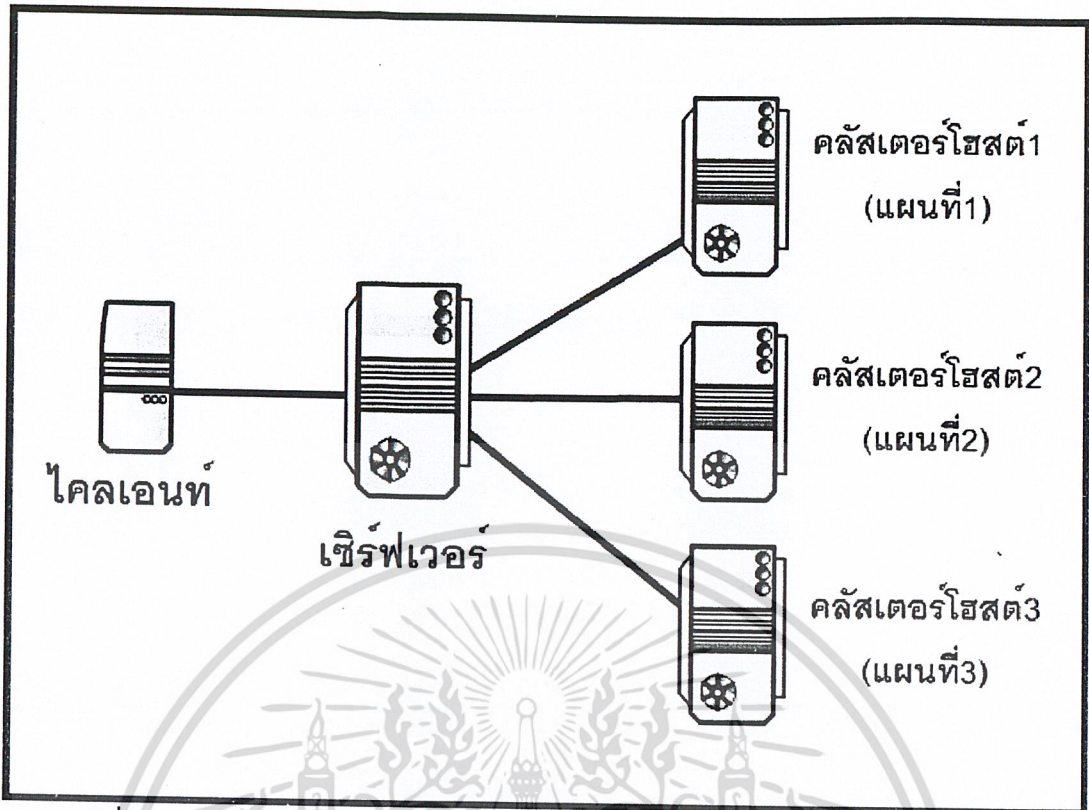 คลัสเตอร์โฮสต์1
(แผนที่1)
คลัสเตอร์โฮสต์2
(แผนที่2)
ไคลเอนท์
เซิร์ฟเวอร์
คลัสเตอร์โฮสต์3
(แผนที่3)